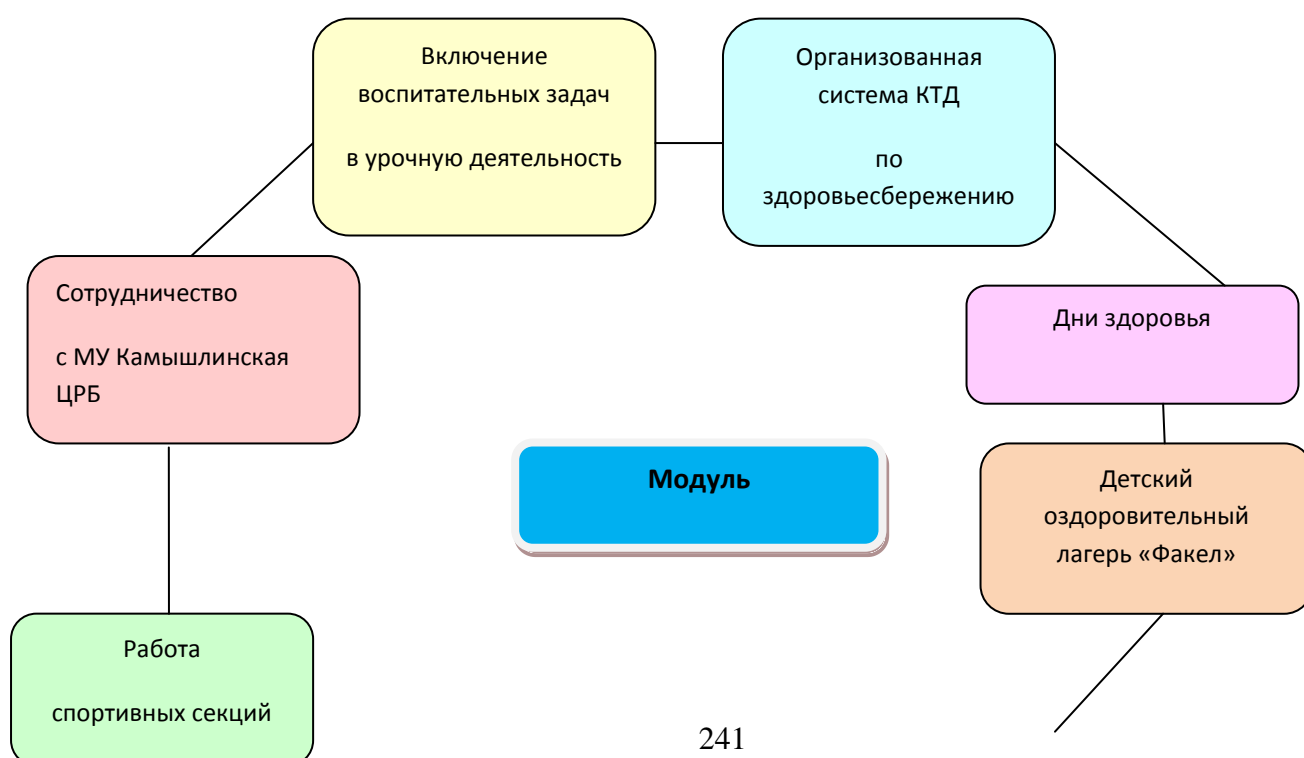 Включение
воспитательных задач
в урочную деятельность
Организованная
система КТД
по
здоровьесбережению
Сотрудничество
с МУ Камышлинская
ЦРБ
Дни здоровья
Модуль
Детский
оздоровительный
лагерь «Факел»
Работа
спортивных секций
241